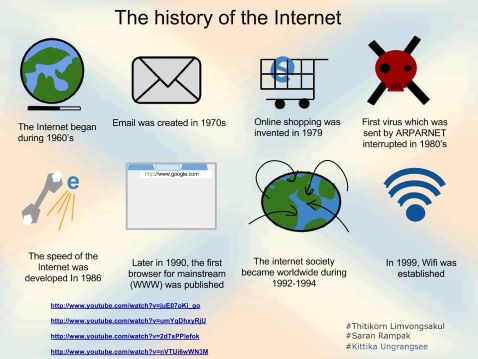 The history of the Internet
The Internet began
during 1960's
Email was created in 1970s
Online shopping was
invented in 1979
First virus which was
sent by ARPARNET
interrupted in 1980's
e
http://www.google.com
The speed of the
Internet was
developed In 1986
Later in 1990, the first
browser for mainstream
(WWW) was published
The internet society
became worldwide during
1992-1994
In 1999, Wifi was
established
http://www.youtube.com/watch?v=juE07oKi_go
http://www.youtube.com/watch?v=umYqDhxyRjU
http://www.youtube.com/watch?v=2d7sPPiefok
http://www.youtube.com/watch?v=nVTUi6wWN3M
#Thitikorn Limvongsakul
#Saran Rampak
#Kittika Ungrangsee